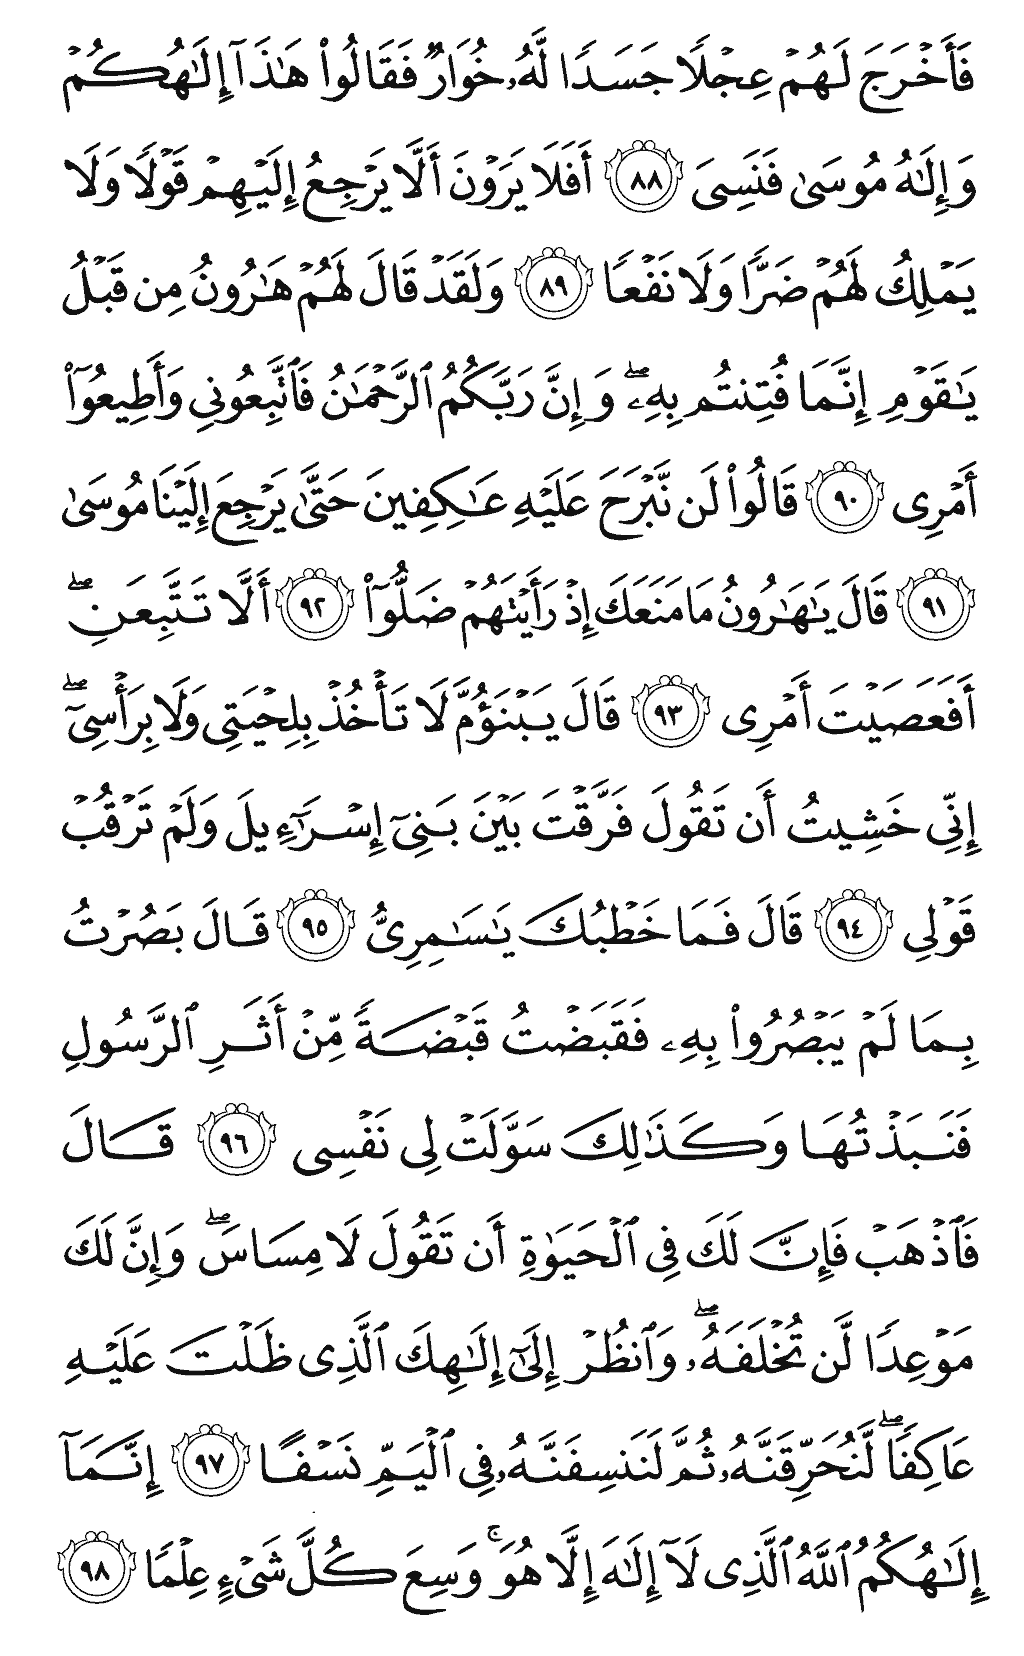 فَأَخۡرَجَ لَهُمۡ عِجۡلًا جَسَدًا لَّهُۥ خُوَارٌ فَقَالُوا۟ هَـٰذَآ إِلَـٰهُكُمۡ
وَإِلَـٰهُ مُوسَىٰ فَنَسِىَ ٨٨ أَفَلَا يَرَوۡنَ أَلَّا يَرۡجِعُ إِلَيۡهِمۡ قَوۡلًا وَلَا
يَمۡلِكُ لَهُمۡ ضَرًّا وَلَا نَفۡعًا ٨٩ وَلَقَدۡ قَالَ لَهُمۡ هَـٰرُونُ مِن قَبۡلُ
يَـٰقَوۡمِ إِنَّمَا فُتِنتُم بِهِۦۖ وَإِنَّ رَبَّكُمُ ٱلرَّحۡمَـٰنُ فَٱتَّبِعُونِى وَأَطِيعُوٓا۟
أَمۡرِى ٩٠ قَالُوا۟ لَن نَّبۡرَحَ عَلَيۡهِ عَـٰكِفِينَ حَتَّىٰ يَرۡجِعَ إِلَيۡنَا مُوسَىٰ
٩١ قَالَ يَـٰهَـٰرُونُ مَا مَنَعَكَ إِذۡ رَأَيۡتَهُمۡ ضَلُّوٓا۟ ٩٢ أَلَّا تَتَّبِعَنِۖ
أَفَعَصَيۡتَ أَمۡرِى ٩٣ قَالَ يَبۡنَؤُمَّ لَا تَأۡخُذۡ بِلِحۡيَتِى وَلَا بِرَأۡسِىٓۖ
إِنِّى خَشِيتُ أَن تَقُولَ فَرَّقۡتَ بَيۡنَ بَنِىٓ إِسۡرَٰٓءِيلَ وَلَمۡ تَرۡقُبۡ
قَوۡلِى ٩٤ قَالَ فَمَا خَطۡبُكَ يَـٰسَـٰمِرِىُّ ٩٥ قَالَ بَصُرۡتُ
بِمَا لَمۡ يَبۡصُرُوا۟ بِهِۦ فَقَبَضۡتُ قَبۡضَةً مِّنۡ أَثَرِ ٱلرَّسُولِ
فَنَبَذۡتُهَا وَكَذَٰلِكَ سَوَّلَتۡ لِى نَفۡسِى ٩٦ قَالَ
فَٱذۡهَبۡ فَإِنَّ لَكَ فِى ٱلۡحَيَوٰةِ أَن تَقُولَ لَا مِسَاسَۖ وَإِنَّ لَكَ
مَوۡعِدًا لَّن تُخۡلَفَهُۥۖ وَٱنظُرۡ إِلَىٰٓ إِلَـٰهِكَ ٱلَّذِى ظَلۡتَ عَلَيۡهِ
عَاكِفًاۖ لَّنُحَرِّقَنَّهُۥ ثُمَّ لَنَنسِفَنَّهُۥ فِى ٱلۡيَمِّ نَسۡفًا ٩٧ إِنَّمَآ
إِلَـٰهُكُمُ ٱللَّهُ ٱلَّذِى لَآ إِلَـٰهَ إِلَّا هُوَۚ وَسِعَ كُلَّ شَىۡءٍ عِلۡمًا ٩٨